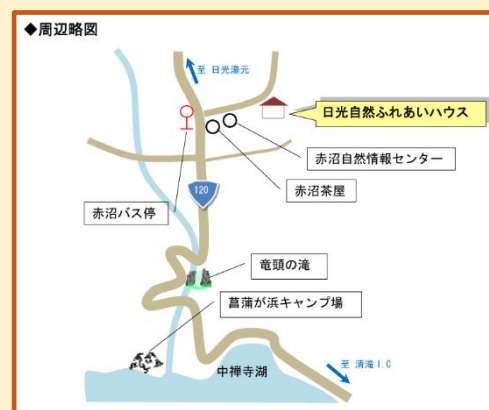 ◆周辺略図
至 日光湯元
日光自然ふれあいハウス
赤沼自然情報センター
赤沼茶屋
120
赤沼バス停
竜頭の滝
菖蒲が浜キャンプ場
中禅寺湖
至 清滝I.C